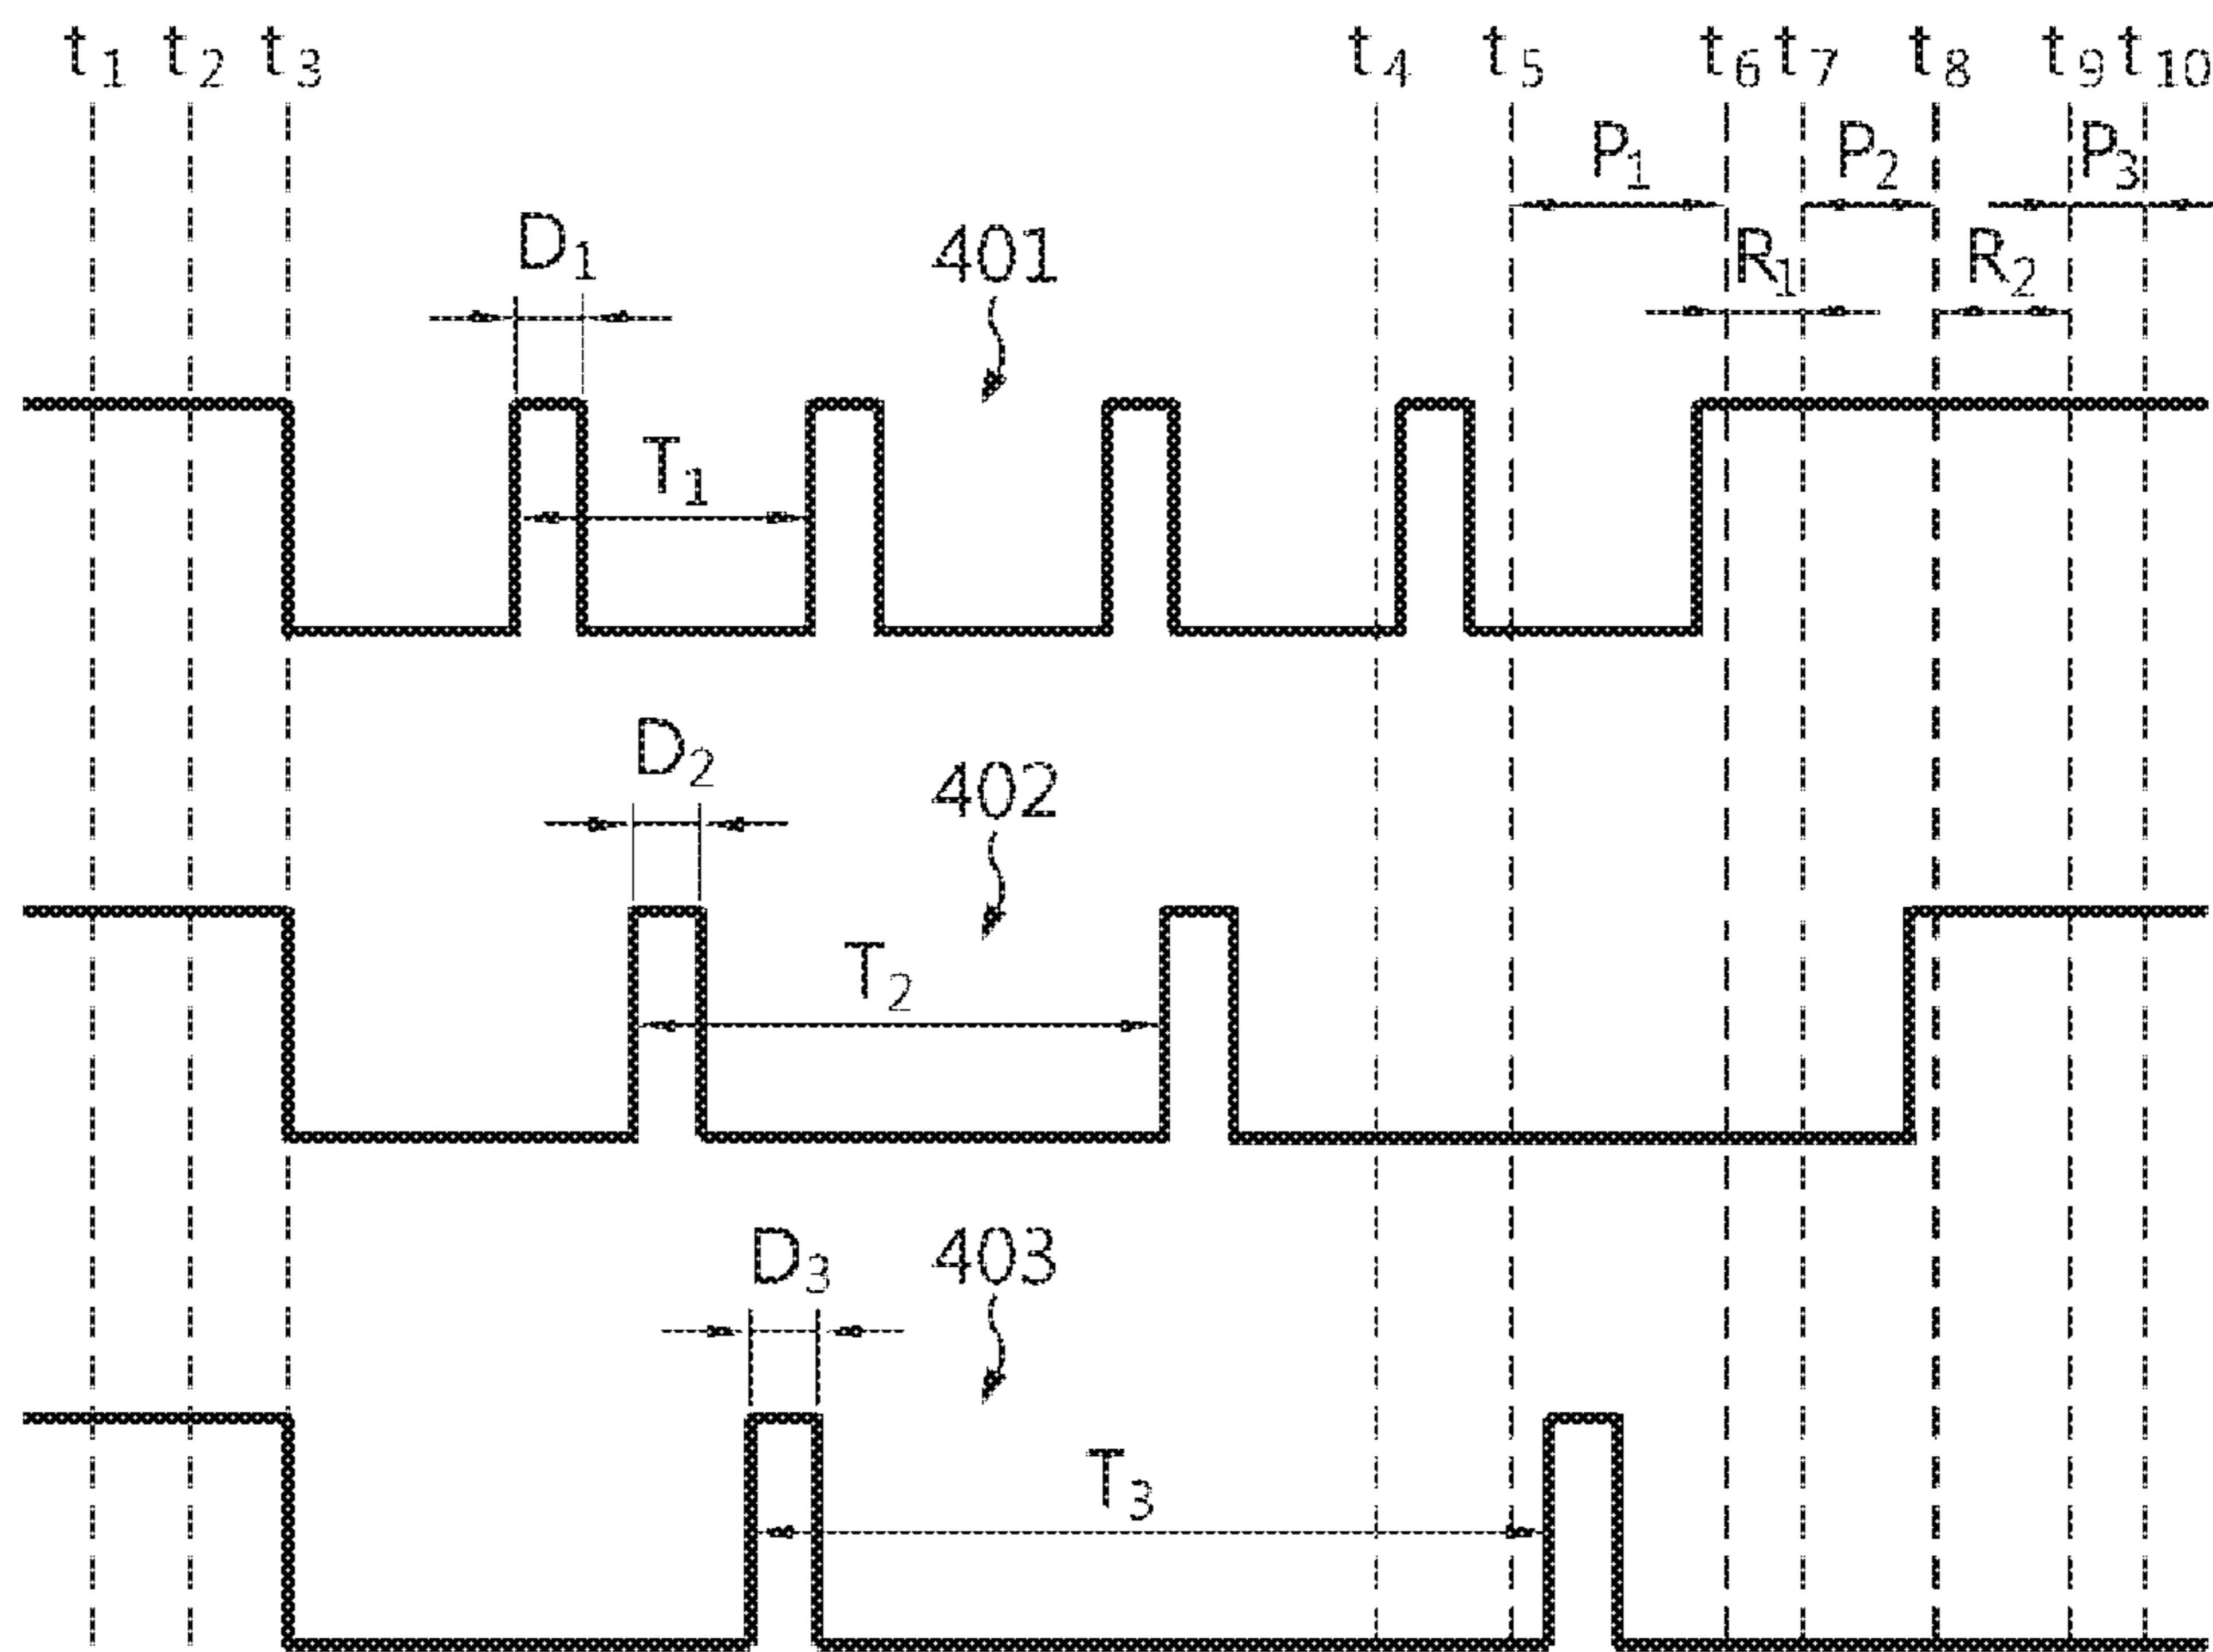 t1 t2 t3 t4 t5 t6 t7 t8 t9 t10
P1 P2 P3
D1 401 R1 R2
T1
D2 402
T2
D3 403
T3